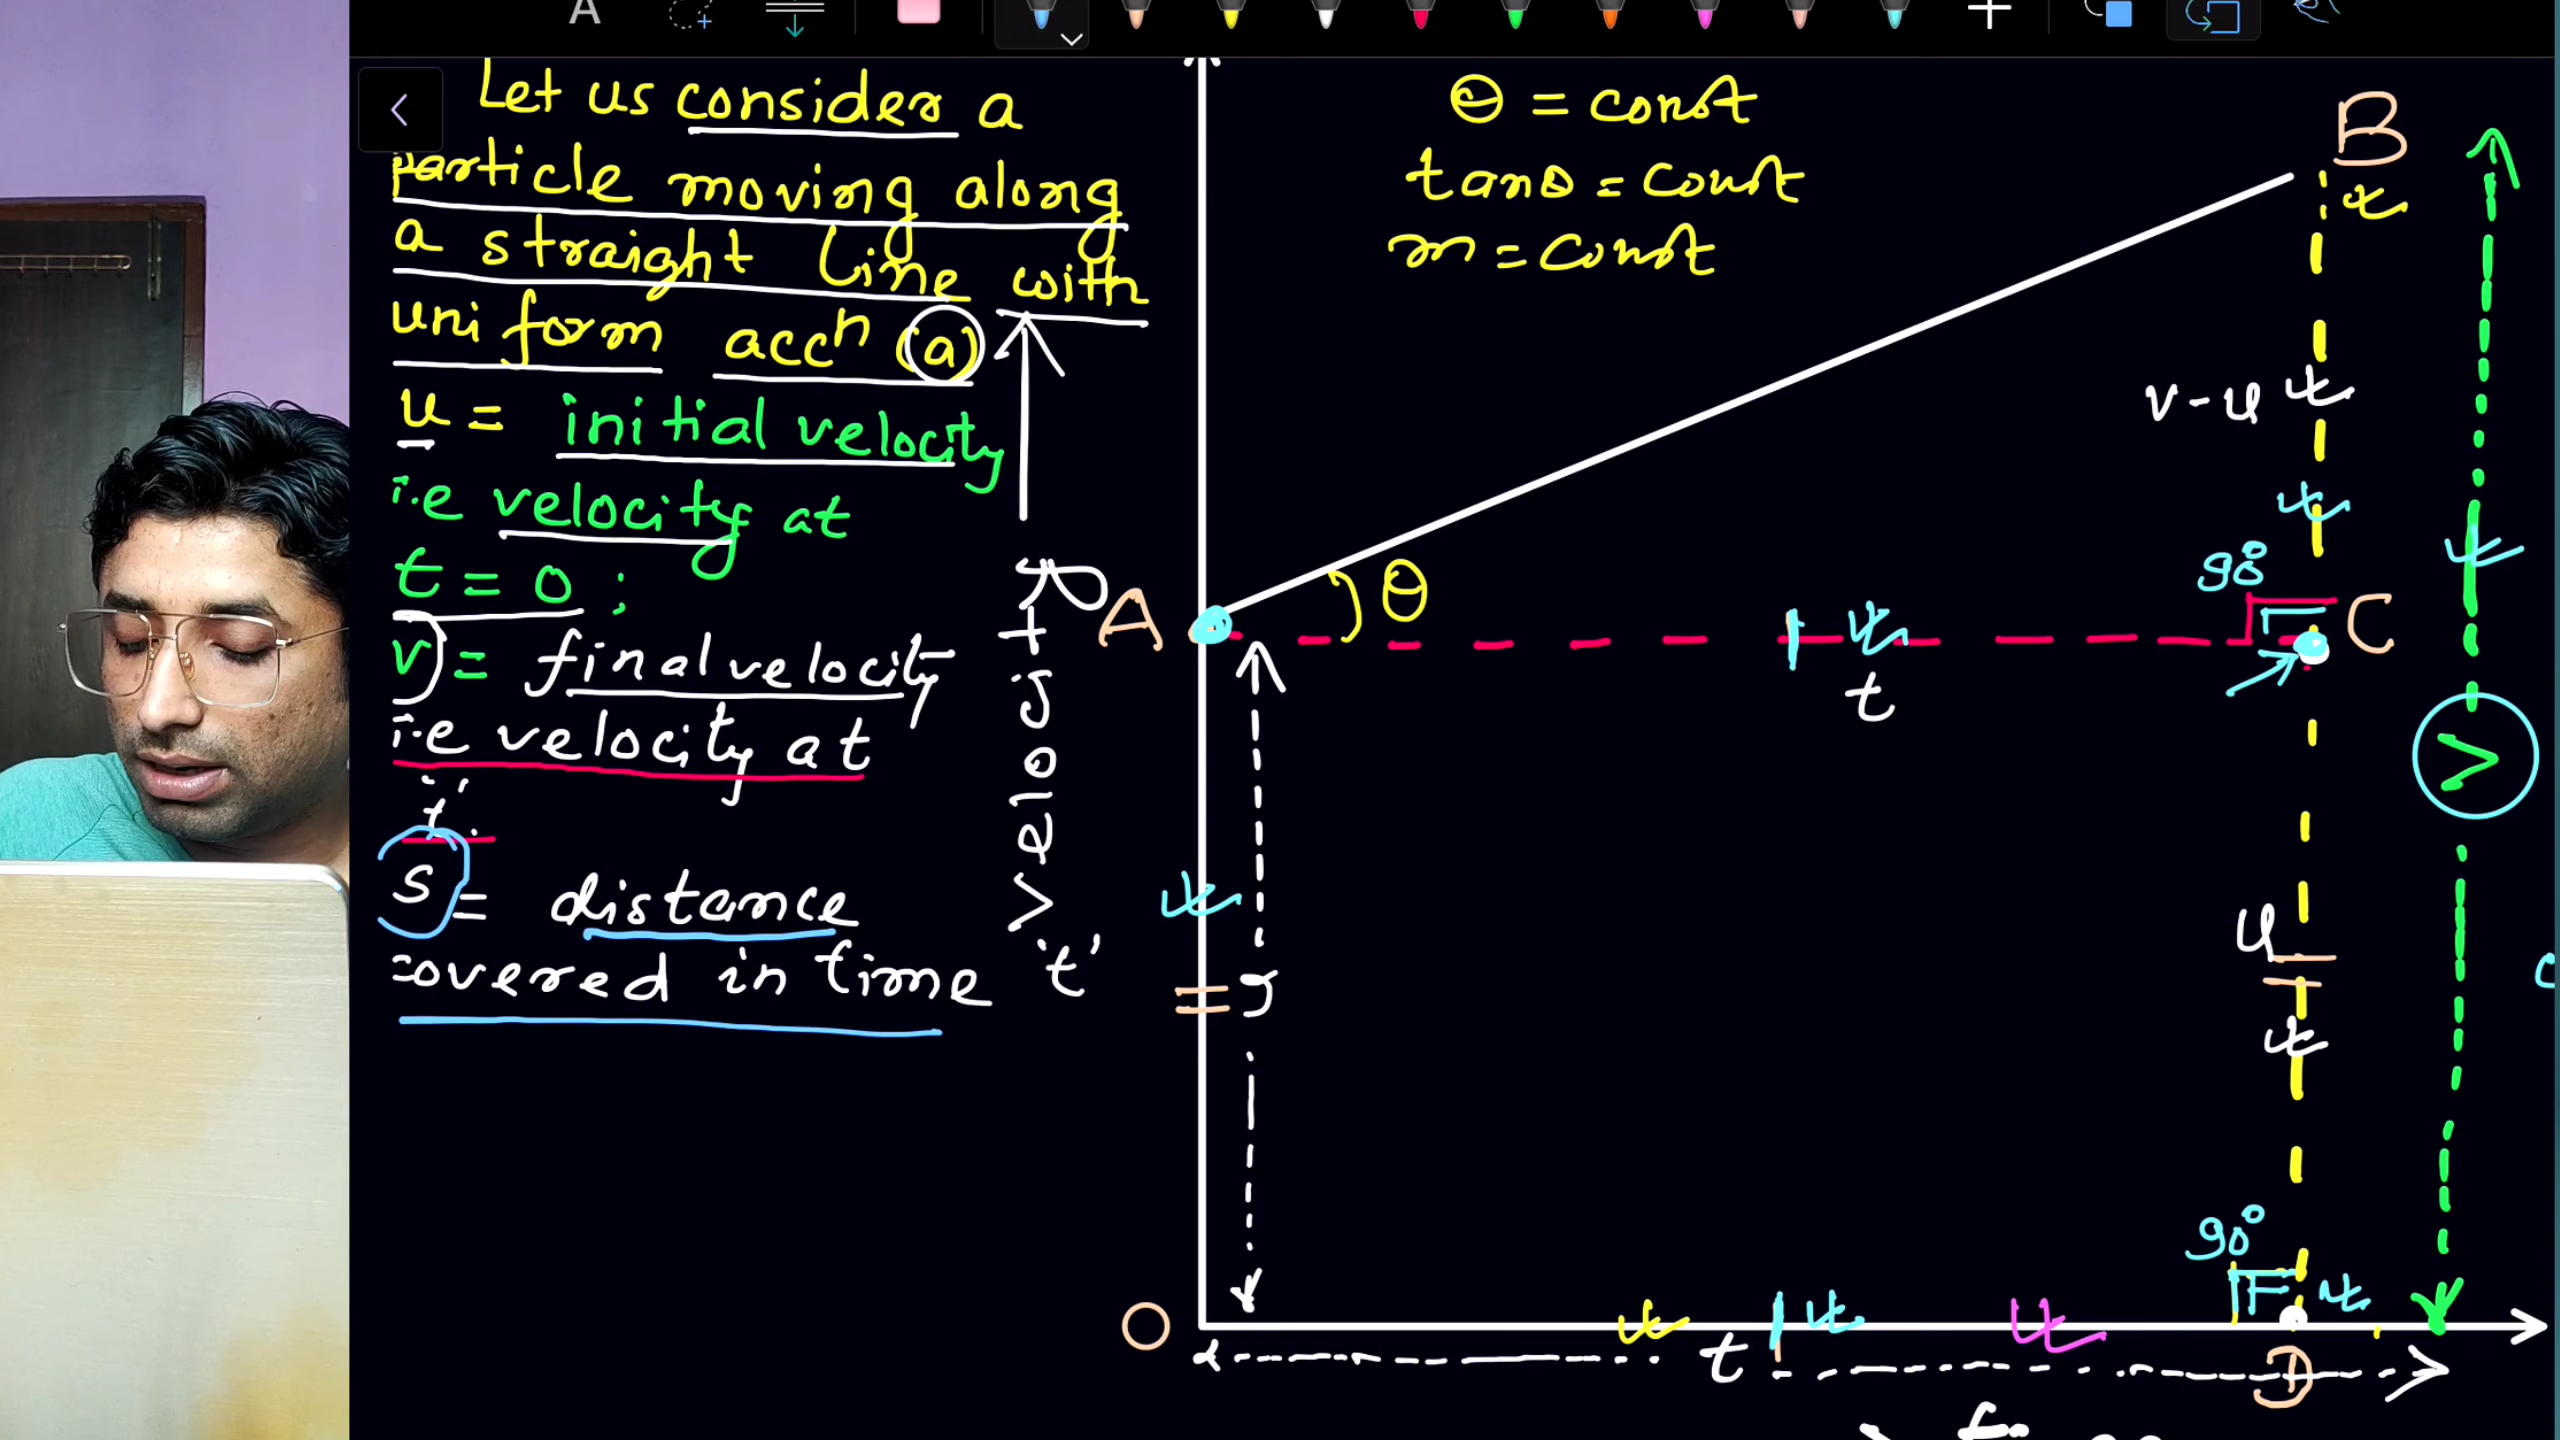 Let us consider a
particle moving along
a straight line with
uniform accⁿ (a)
u = initial velocity
i.e velocity at
t = 0 ;
v = final velocity
i.e velocity at
't'.
s = distance
covered in time 't'
velocity
θ = const
tanθ = const
m = const
B
v-u
90°
A
θ
C
t
v
u
u
90°
O
t
D